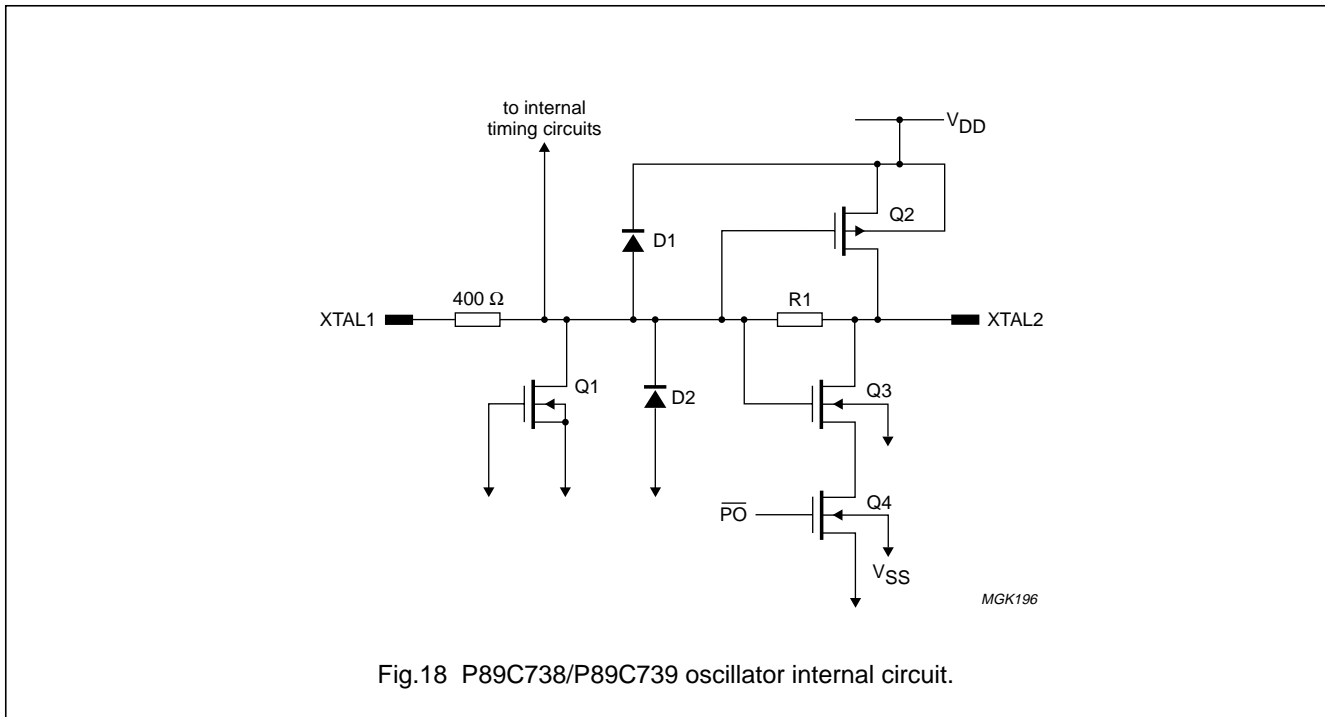 to internal
timing circuits
VDD
Q2
D1
400 Ω
R1
XTAL1
XTAL2
Q1
D2
Q3
Q4
P̅O̅
VSS
MGK196
Fig.18 P89C738/P89C739 oscillator internal circuit.